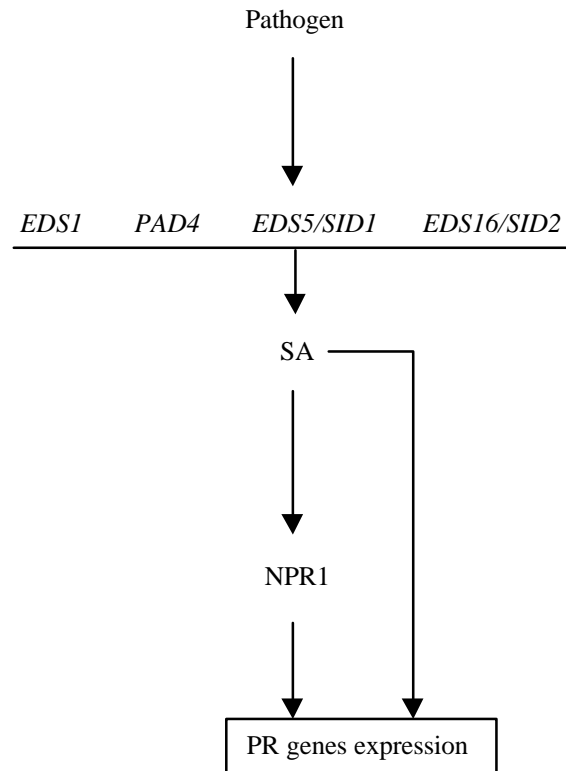 Pathogen
EDS1 PAD4 EDS5/SID1 EDS16/SID2
SA
NPR1
PR genes expression